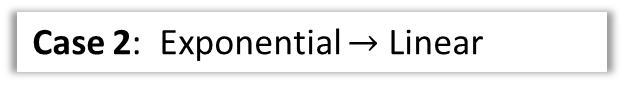 Case 2: Exponential → Linear